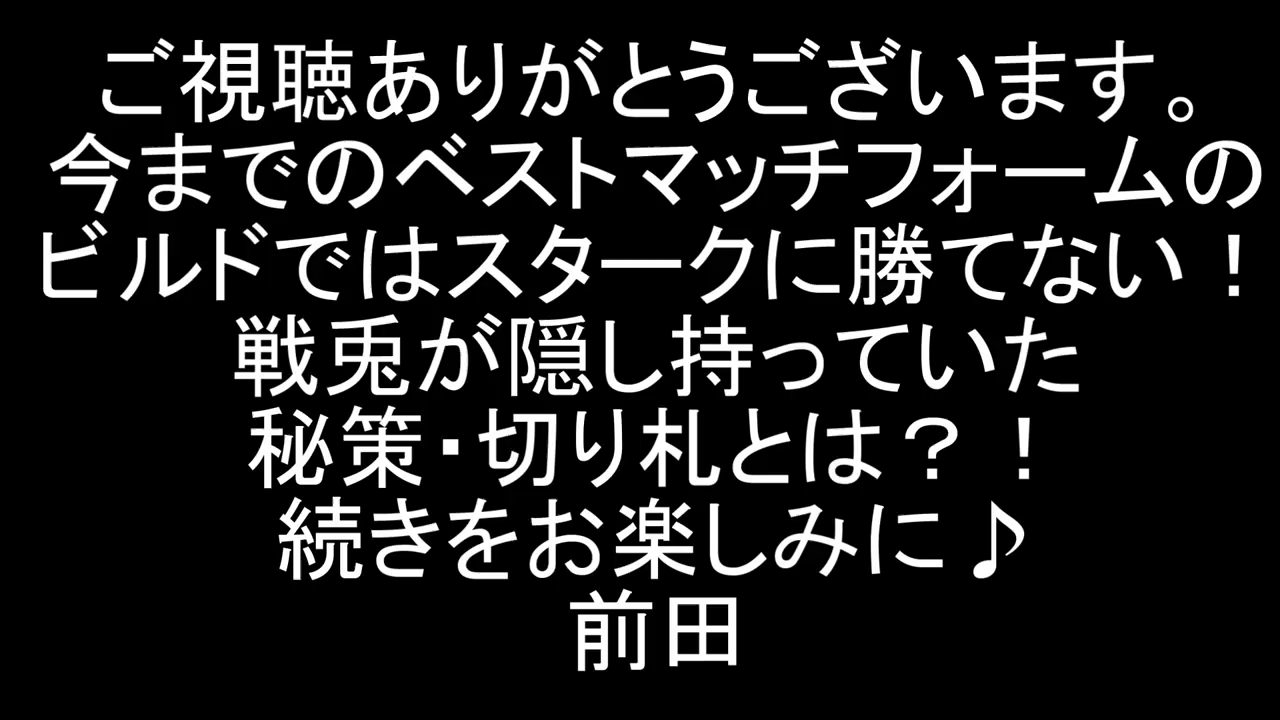 ご視聴ありがとうございます。
今までのベストマッチフォームの
ビルドではスタークに勝てない！
戦兎が隠し持っていた
秘策・切り札とは？！
続きをお楽しみに♪
前田